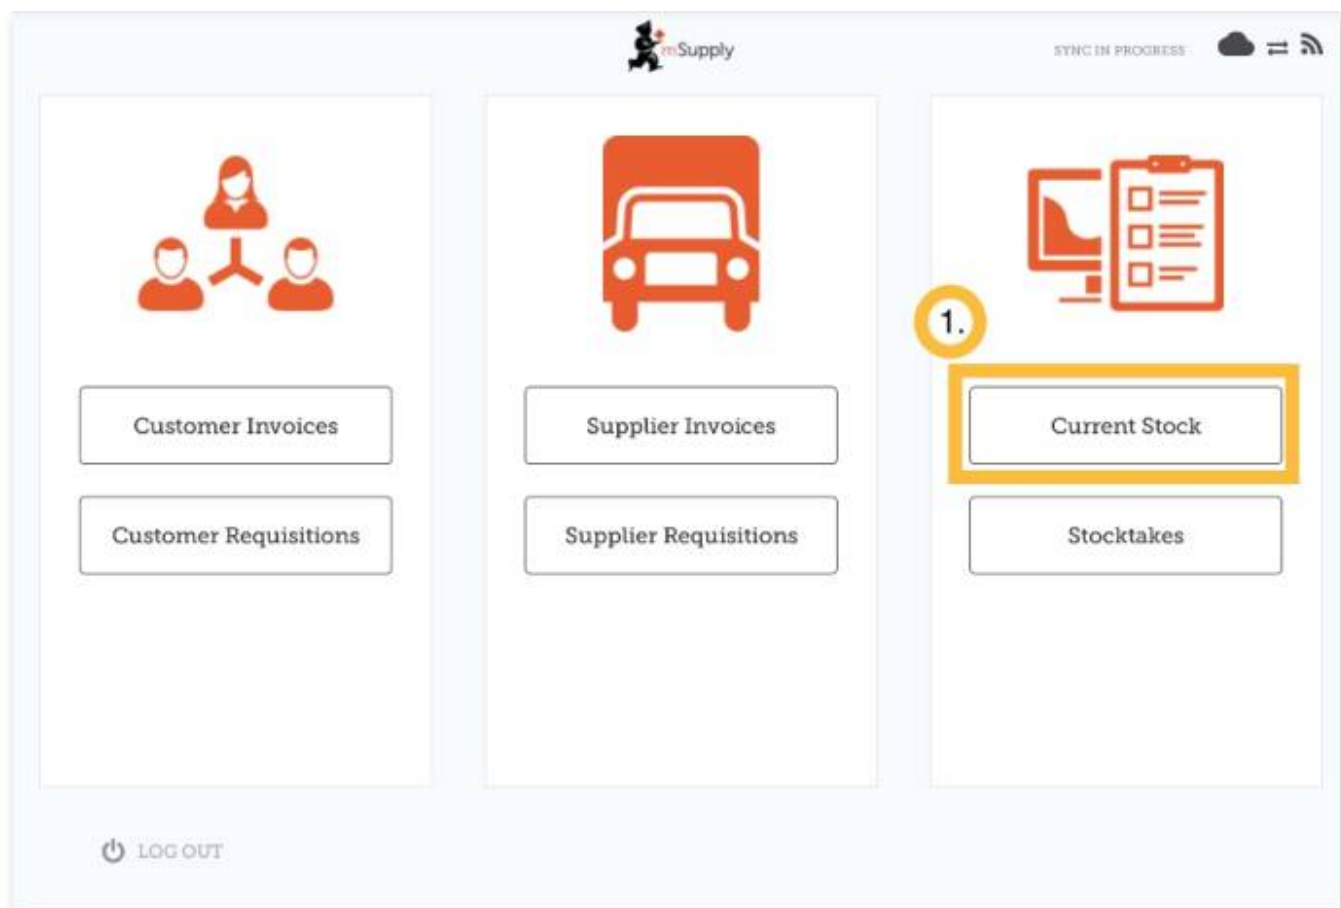 mSupply
SYNC IN PROGRESS
1.
Customer Invoices
Supplier Invoices
Current Stock
Customer Requisitions
Supplier Requisitions
Stocktakes
LOG OUT